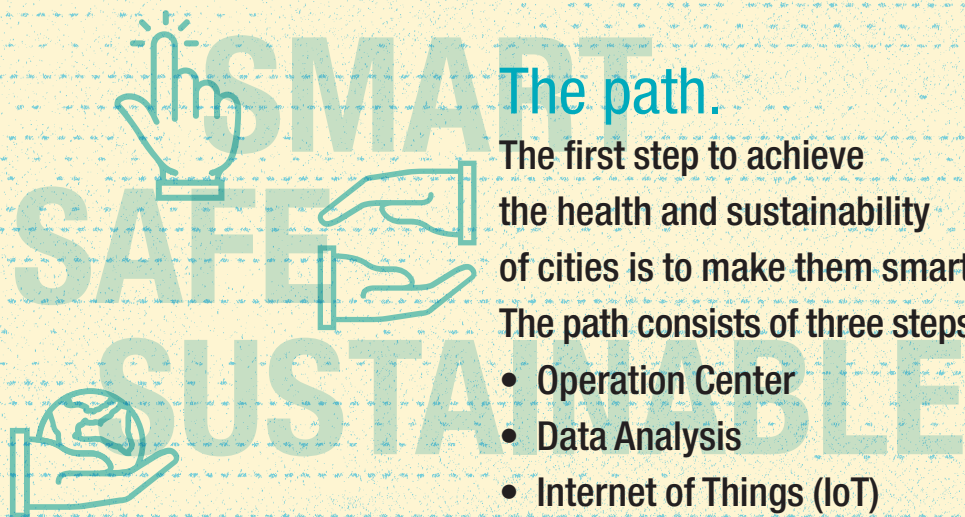 SMART
SAFE
SUSTAINABLE
The path.
The first step to achieve
the health and sustainability
of cities is to make them smart
The path consists of three steps
• Operation Center
• Data Analysis
• Internet of Things (IoT)